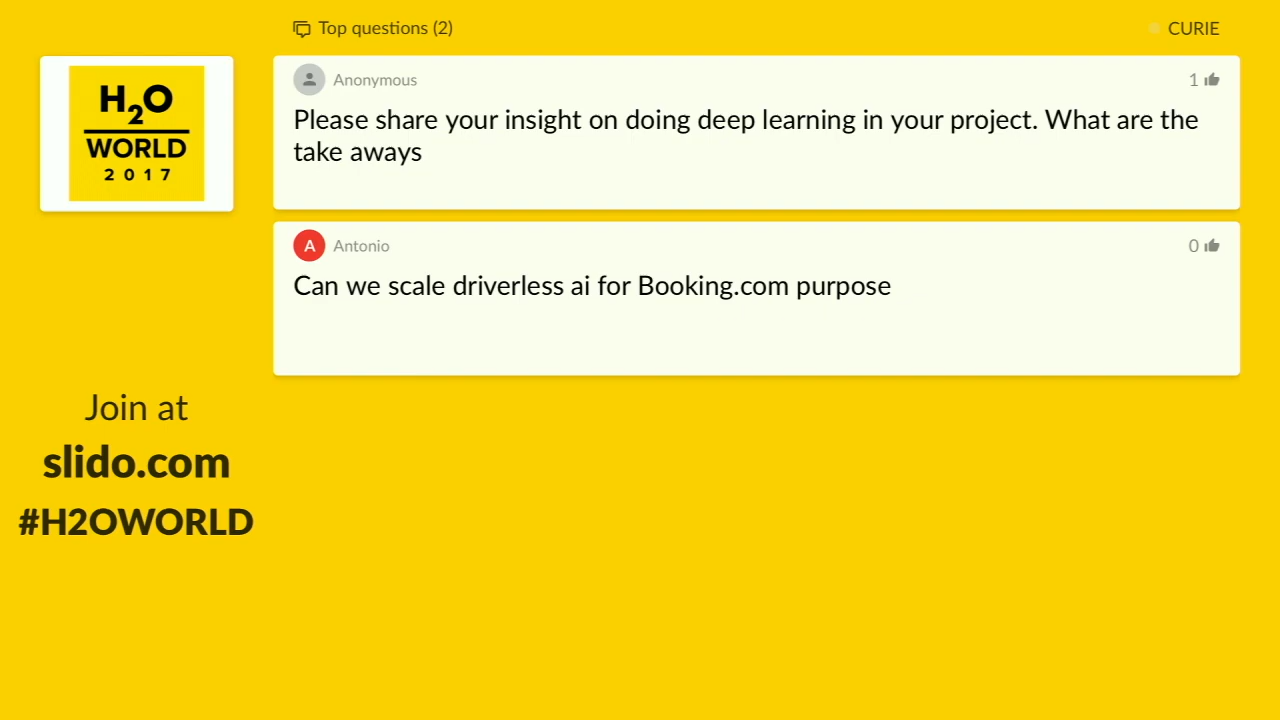 Top questions (2)
CURIE
H2O
WORLD
2017
Anonymous
1
Please share your insight on doing deep learning in your project. What are the
take aways
A
Antonio
0
Can we scale driverless ai for Booking.com purpose
Join at
slido.com
#H2OWORLD